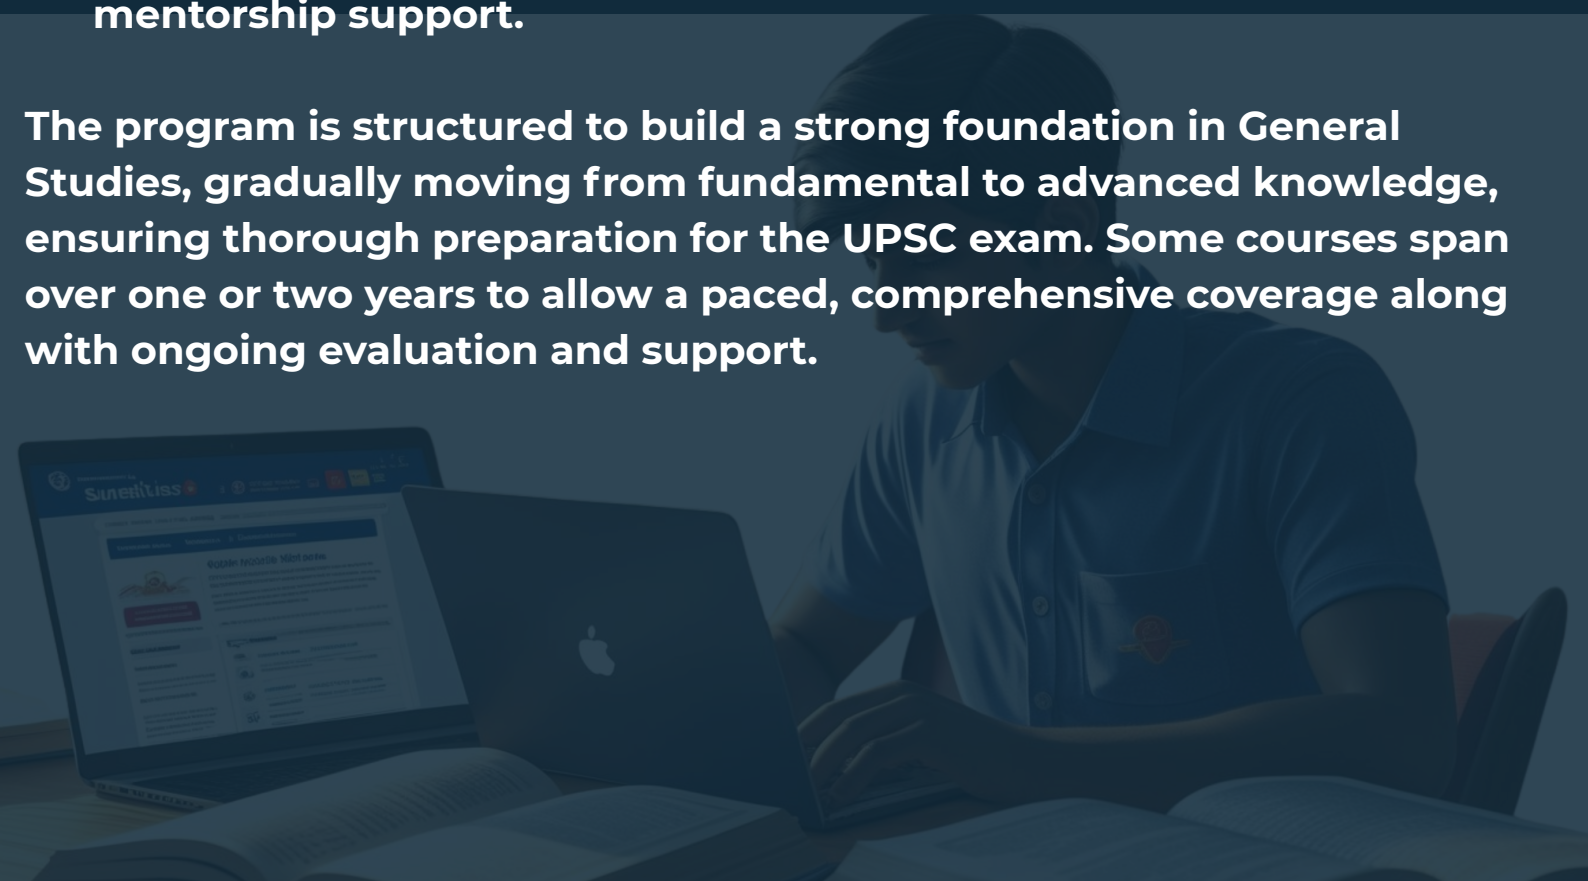 mentorship support.
The program is structured to build a strong foundation in General
Studies, gradually moving from fundamental to advanced knowledge,
ensuring thorough preparation for the UPSC exam. Some courses span
over one or two years to allow a paced, comprehensive coverage along
with ongoing evaluation and support.